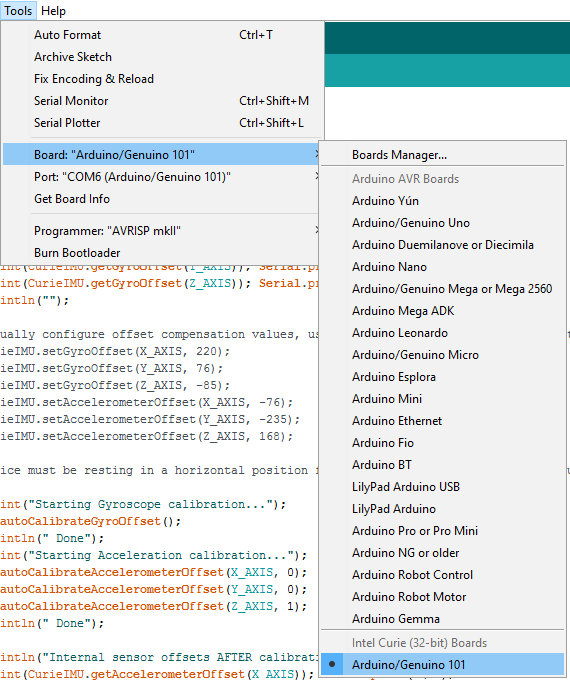 Tools Help
Auto Format Ctrl+T
Archive Sketch
Fix Encoding & Reload
Serial Monitor Ctrl+Shift+M
Serial Plotter Ctrl+Shift+L
Board: "Arduino/Genuino 101"
Port: "COM6 (Arduino/Genuino 101)"
Get Board Info
Programmer: "AVRISP mkII"
Burn Bootloader
Boards Manager...
Arduino AVR Boards
Arduino Yún
Arduino/Genuino Uno
Arduino Duemilanove or Diecimila
Arduino Nano
Arduino/Genuino Mega or Mega 2560
Arduino Mega ADK
Arduino Leonardo
Arduino/Genuino Micro
Arduino Esplora
Arduino Mini
Arduino Ethernet
Arduino Fio
Arduino BT
LilyPad Arduino USB
LilyPad Arduino
Arduino Pro or Pro Mini
Arduino NG or older
Arduino Robot Control
Arduino Robot Motor
Arduino Gemma
Intel Curie (32-bit) Boards
Arduino/Genuino 101
int(CurieIMU.getGyroOffset(Y_AXIS)); Serial.pr
int(CurieIMU.getGyroOffset(Z_AXIS)); Serial.pr
intln("");
ually configure offset compensation values, us
ieIMU.setGyroOffset(X_AXIS, 220);
ieIMU.setGyroOffset(Y_AXIS, 76);
ieIMU.setGyroOffset(Z_AXIS, -85);
ieIMU.setAccelerometerOffset(X_AXIS, -76);
ieIMU.setAccelerometerOffset(Y_AXIS, -235);
ieIMU.setAccelerometerOffset(Z_AXIS, 168);
ice must be resting in a horizontal position
int("Starting Gyroscope calibration...");
autoCalibrateGyroOffset();
intln(" Done");
int("Starting Acceleration calibration...");
autoCalibrateAccelerometerOffset(X_AXIS, 0);
autoCalibrateAccelerometerOffset(Y_AXIS, 0);
autoCalibrateAccelerometerOffset(Z_AXIS, 1);
intln(" Done");
intln("Internal sensor offsets AFTER calibrat
int(CurieIMU.getAccelerometerOffset(X_AXIS));